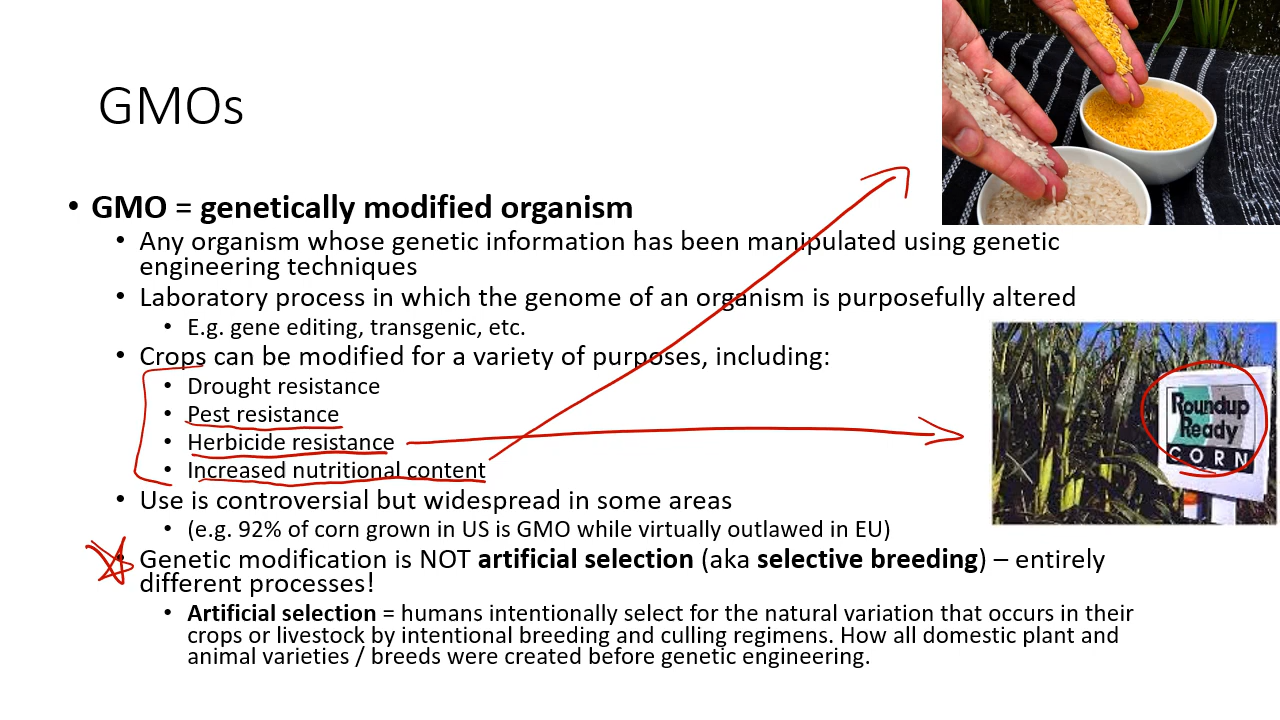 GMOs
• GMO = genetically modified organism
• Any organism whose genetic information has been manipulated using genetic
engineering techniques
• Laboratory process in which the genome of an organism is purposefully altered
• E.g. gene editing, transgenic, etc.
• Crops can be modified for a variety of purposes, including:
• Drought resistance
• Pest resistance
• Herbicide resistance
• Increased nutritional content
• Use is controversial but widespread in some areas
• (e.g. 92% of corn grown in US is GMO while virtually outlawed in EU)
• Genetic modification is NOT artificial selection (aka selective breeding) – entirely
different processes!
• Artificial selection = humans intentionally select for the natural variation that occurs in their
crops or livestock by intentional breeding and culling regimens. How all domestic plant and
animal varieties / breeds were created before genetic engineering.
Roundup
Ready
CORN